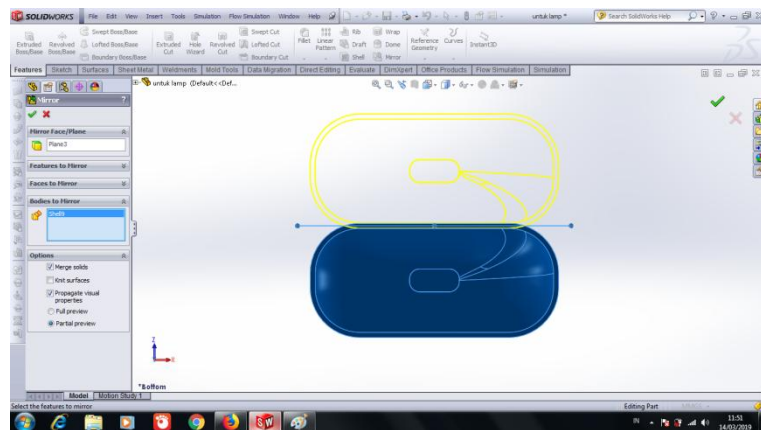 SOLIDWORKS File Edit View Insert Tools Simulation Flow Simulation Window Help untuk lamp * Search SolidWorks Help
Extruded Boss/Base Revolved Boss/Base Swept Boss/Base Lofted Boss/Base Boundary Boss/Base Extruded Cut Hole Wizard Revolved Cut Swept Cut Lofted Cut Boundary Cut Fillet Linear Pattern Rib Draft Shell Wrap Dome Mirror Reference Geometry Curves Instant3D
Features Sketch Surfaces Sheet Metal Weldments Mold Tools Data Migration Direct Editing Evaluate DimXpert Office Products Flow Simulation Simulation
untuk lamp (Default<<Def...
Mirror ?
Mirror Face/Plane
Plane3
Features to Mirror
Faces to Mirror
Bodies to Mirror
Shell9
Options
Merge solids
Knit surfaces
Propagate visual properties
Full preview
Partial preview
Z
X
*Bottom
Model Motion Study 1
Select the features to mirror Editing Part
IN 11:51
14/03/2019